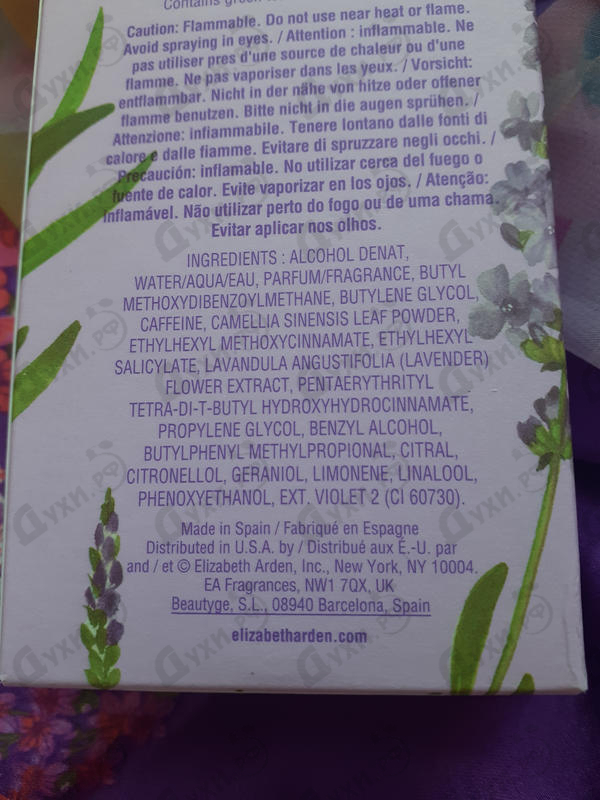 Contains green
Caution: Flammable. Do not use near heat or flame.
Avoid spraying in eyes. / Attention : inflammable. Ne
pas utiliser pres d'une source de chaleur ou d'une
flamme. Ne pas vaporiser dans les yeux. / Vorsicht:
entflammbar. Nicht in der nähe von hitze oder offener
flamme benutzen. Bitte nicht in die augen sprühen. /
Attenzione: infiammabile. Tenere lontano dalle fonti di
calore e dalle fiamme. Evitare di spruzzare negli occhi. /
Precaución: inflamable. No utilizar cerca del fuego o
fuente de calor. Evite vaporizar en los ojos. / Atenção:
Inflamável. Não utilizar perto do fogo ou de uma chama.
Evitar aplicar nos olhos.
INGREDIENTS : ALCOHOL DENAT,
WATER/AQUA/EAU, PARFUM/FRAGRANCE, BUTYL
METHOXYDIBENZOYLMETHANE, BUTYLENE GLYCOL,
CAFFEINE, CAMELLIA SINENSIS LEAF POWDER,
ETHYLHEXYL METHOXYCINNAMATE, ETHYLHEXYL
SALICYLATE, LAVANDULA ANGUSTIFOLIA (LAVENDER)
FLOWER EXTRACT, PENTAERYTHRITYL
TETRA-DI-T-BUTYL HYDROXYHYDROCINNAMATE,
PROPYLENE GLYCOL, BENZYL ALCOHOL,
BUTYLPHENYL METHYLPROPIONAL, CITRAL,
CITRONELLOL, GERANIOL, LIMONENE, LINALOOL,
PHENOXYETHANOL, EXT. VIOLET 2 (CI 60730).
Made in Spain / Fabriqué en Espagne
Distributed in U.S.A. by / Distribué aux É.-U. par
and / et © Elizabeth Arden, Inc., New York, NY 10004.
EA Fragrances, NW1 7QX, UK
Beautyge, S.L., 08940 Barcelona, Spain
elizabetharden.com